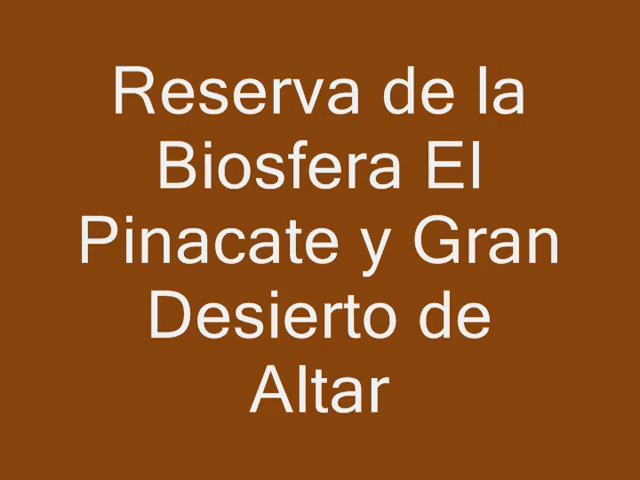 Reserva de la
Biosfera El
Pinacate y Gran
Desierto de
Altar